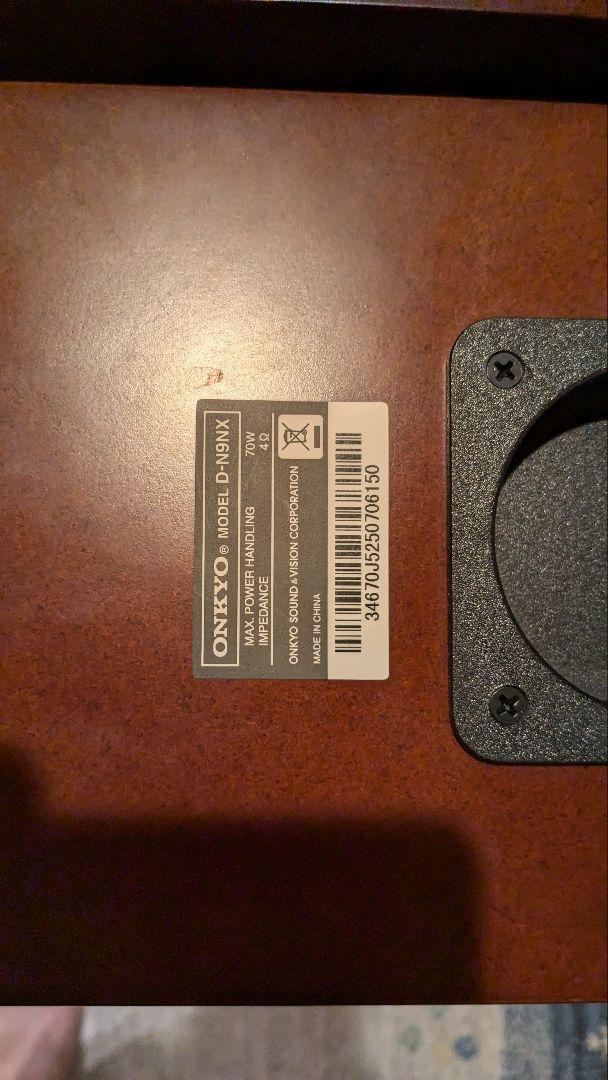 ONKYO® MODEL D-N9NX
MAX. POWER HANDLING 70W
IMPEDANCE 4Ω
ONKYO SOUND & VISION CORPORATION
MADE IN CHINA
34670J5250706150